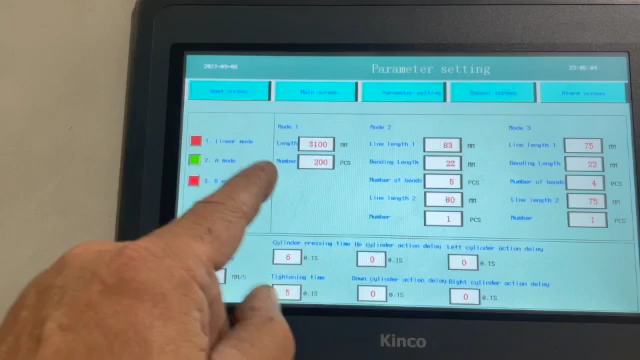 Parameter setting
Main screen
Parameter setting
Manual screen
Alarm screen
Mode 1
Mode 2
Mode 3
1. Linear mode
Length 3100 MM
Line length 1 83 MM
Line length 1 75 MM
2. A mode
Number 200 PCS
Bending Length 22 MM
Bending Length 22 MM
3.
Number of bends 5 PCS
Number of bends 4 PCS
Line length 2 80 MM
Line length 2 75 MM
Number 1 PCS
Number 1 PCS
Cylinder pressing time
Up cylinder action delay
Left cylinder action delay
6 0.1S
0 0.1S
0 0.1S
MM/S
Tightening time
Down cylinder action delay
Right cylinder action delay
5 0.1S
0 0.1S
0 0.1S
Kinco